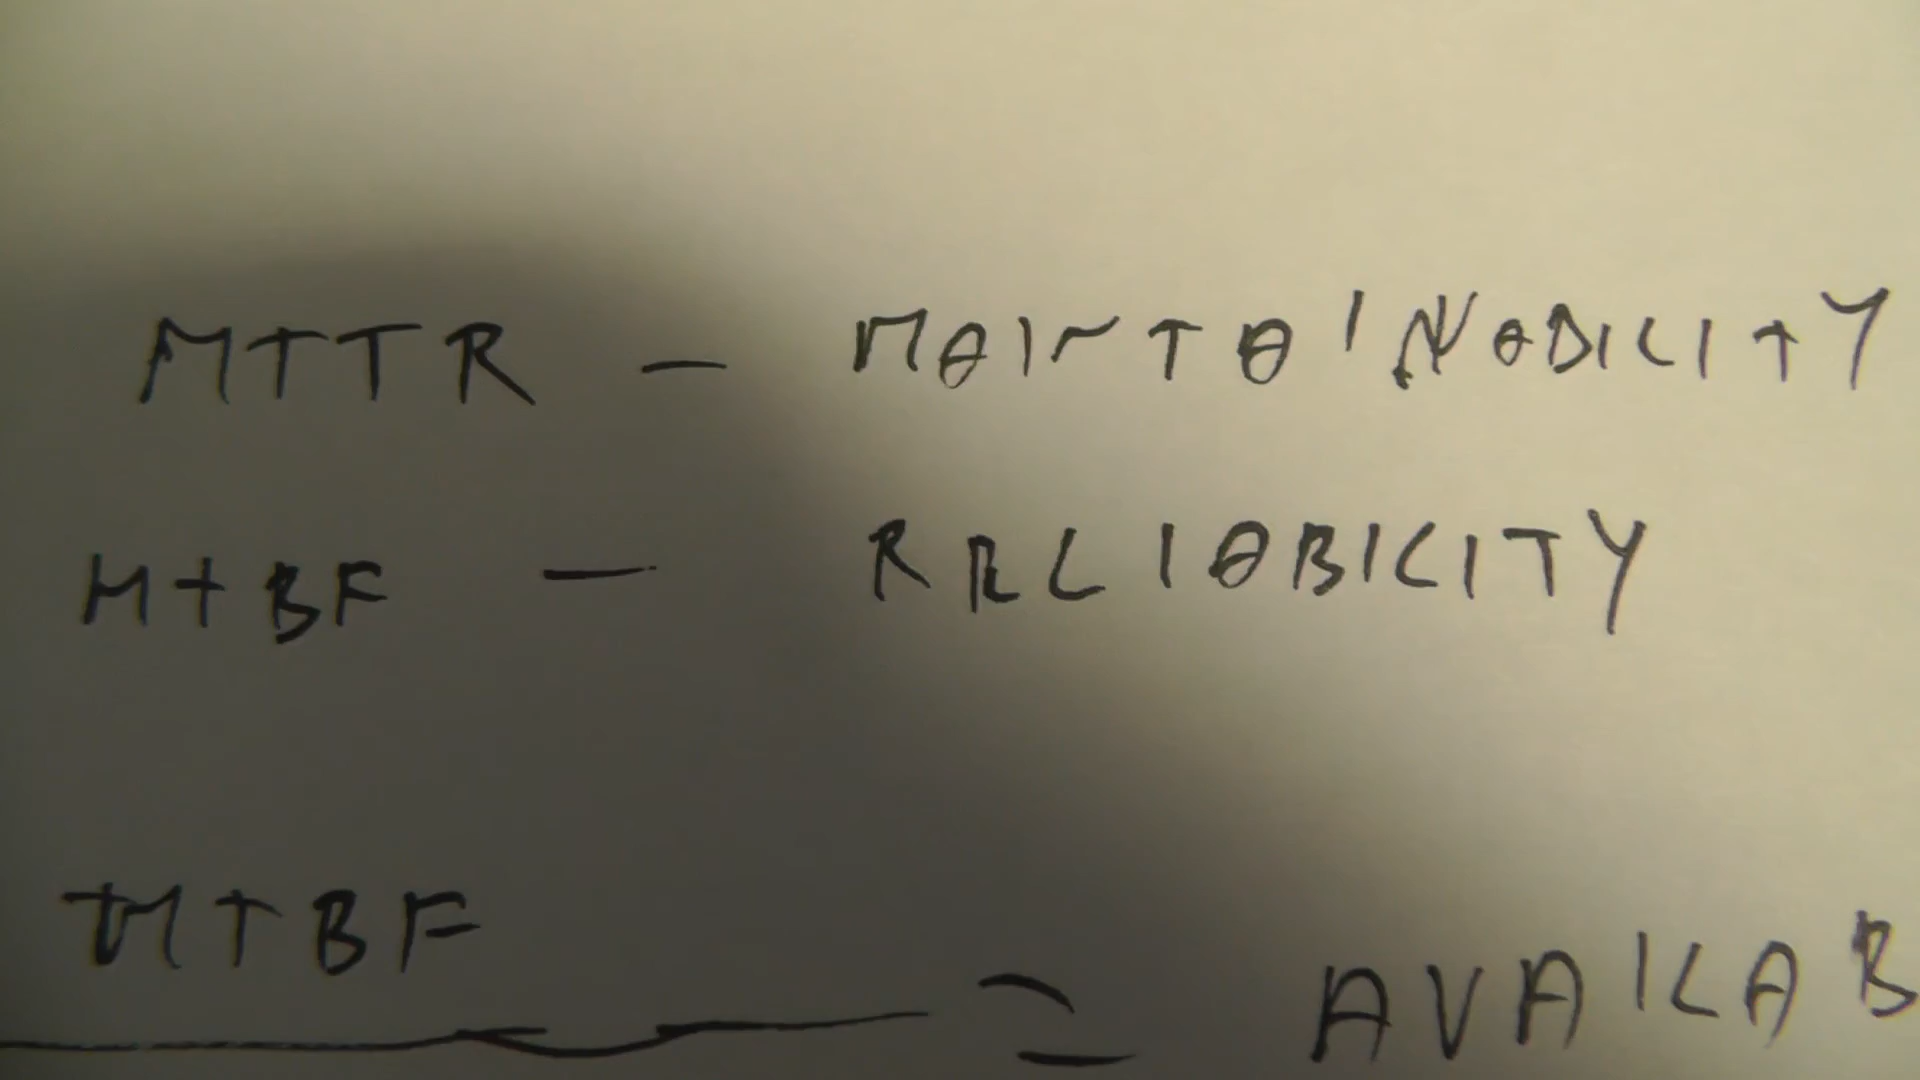 MTTR - MAINTAINABILITY
MTBF - RELIABILITY
MTBF
= AVAILAB